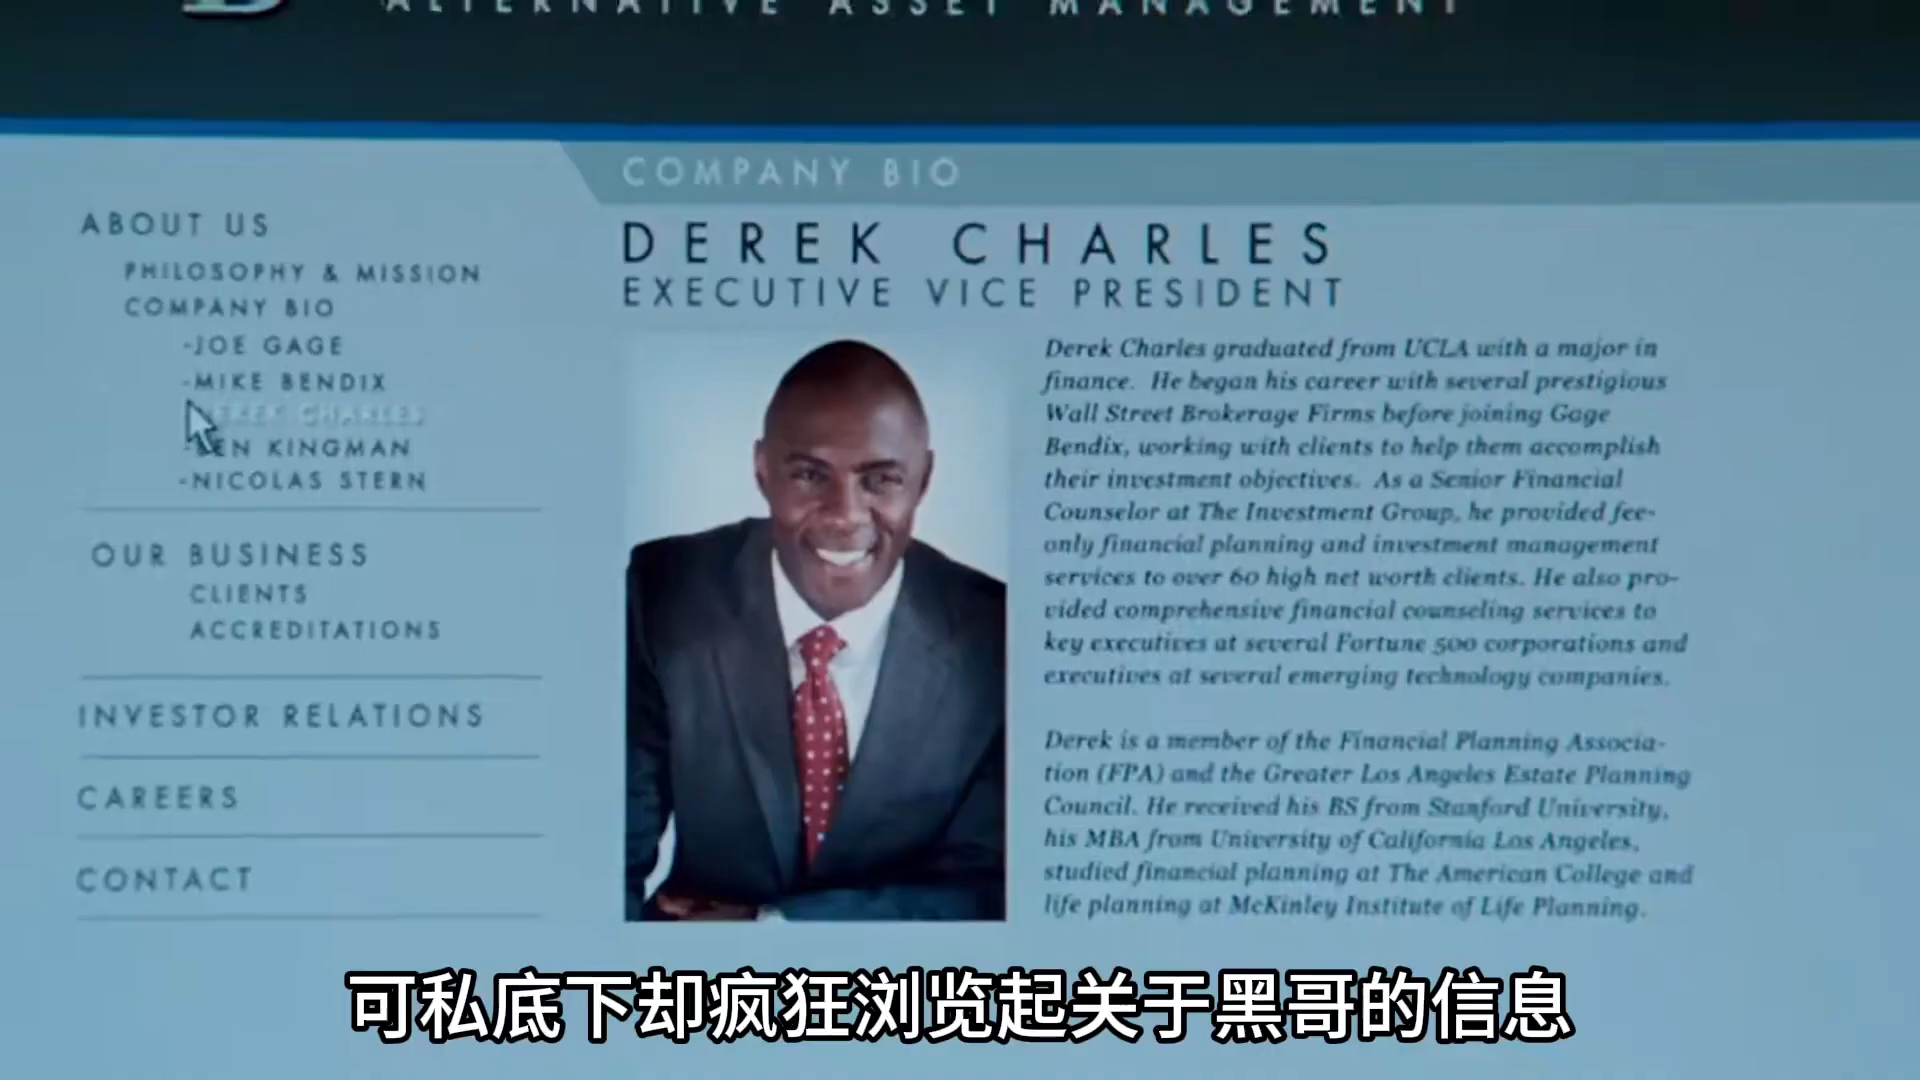 ALTERNATIVE ASSET MANAGEMENT
COMPANY BIO
ABOUT US
PHILOSOPHY & MISSION
COMPANY BIO
-JOE GAGE
-MIKE BENDIX
CHARLES
KINGMAN
-NICOLAS STERN
OUR BUSINESS
CLIENTS
ACCREDITATIONS
INVESTOR RELATIONS
CAREERS
CONTACT
DEREK CHARLES
EXECUTIVE VICE PRESIDENT
Derek Charles graduated from UCLA with a major in
finance. He began his career with several prestigious
Wall Street Brokerage Firms before joining Gage
Bendix, working with clients to help them accomplish
their investment objectives. As a Senior Financial
Counselor at The Investment Group, he provided fee-
only financial planning and investment management
services to over 60 high net worth clients. He also pro-
vided comprehensive financial counseling services to
key executives at several Fortune 500 corporations and
executives at several emerging technology companies.
Derek is a member of the Financial Planning Associa-
tion (FPA) and the Greater Los Angeles Estate Planning
Council. He received his BS from Stanford University,
his MBA from University of California Los Angeles,
studied financial planning at The American College and
life planning at McKinley Institute of Life Planning.
可私底下却疯狂浏览起关于黑哥的信息